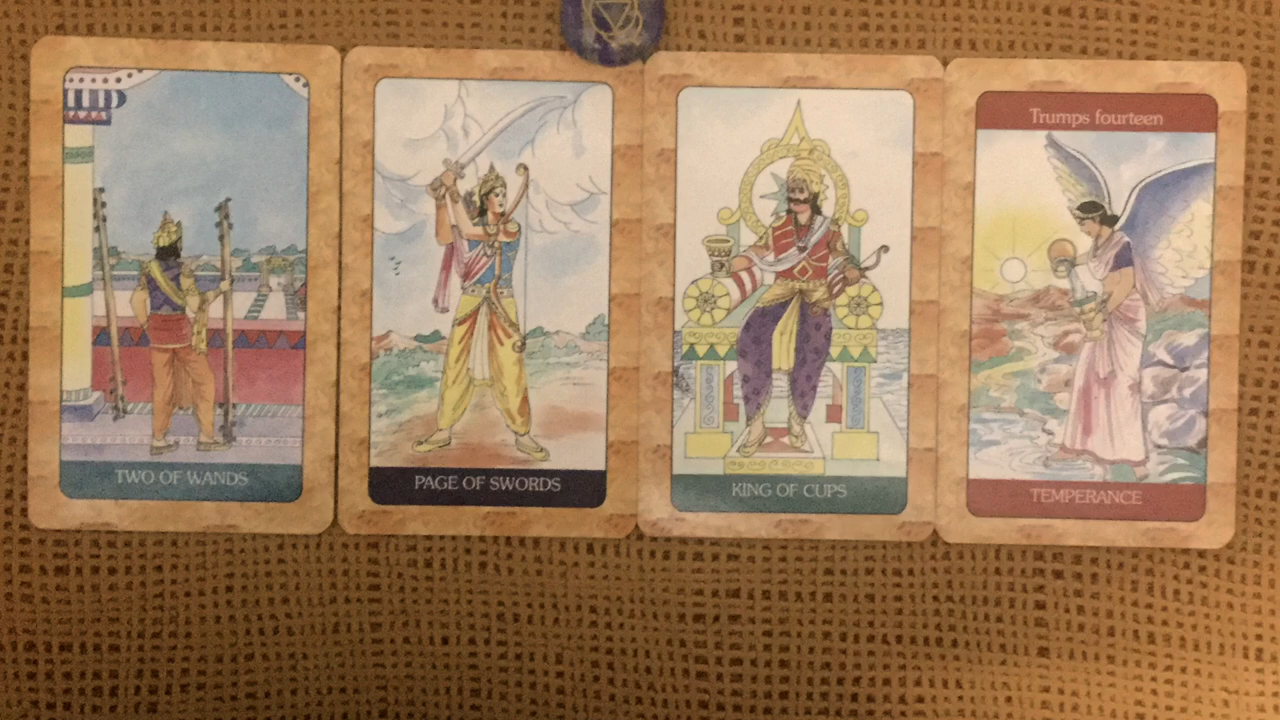 TWO OF WANDS
PAGE OF SWORDS
KING OF CUPS
Trumps fourteen
TEMPERANCE